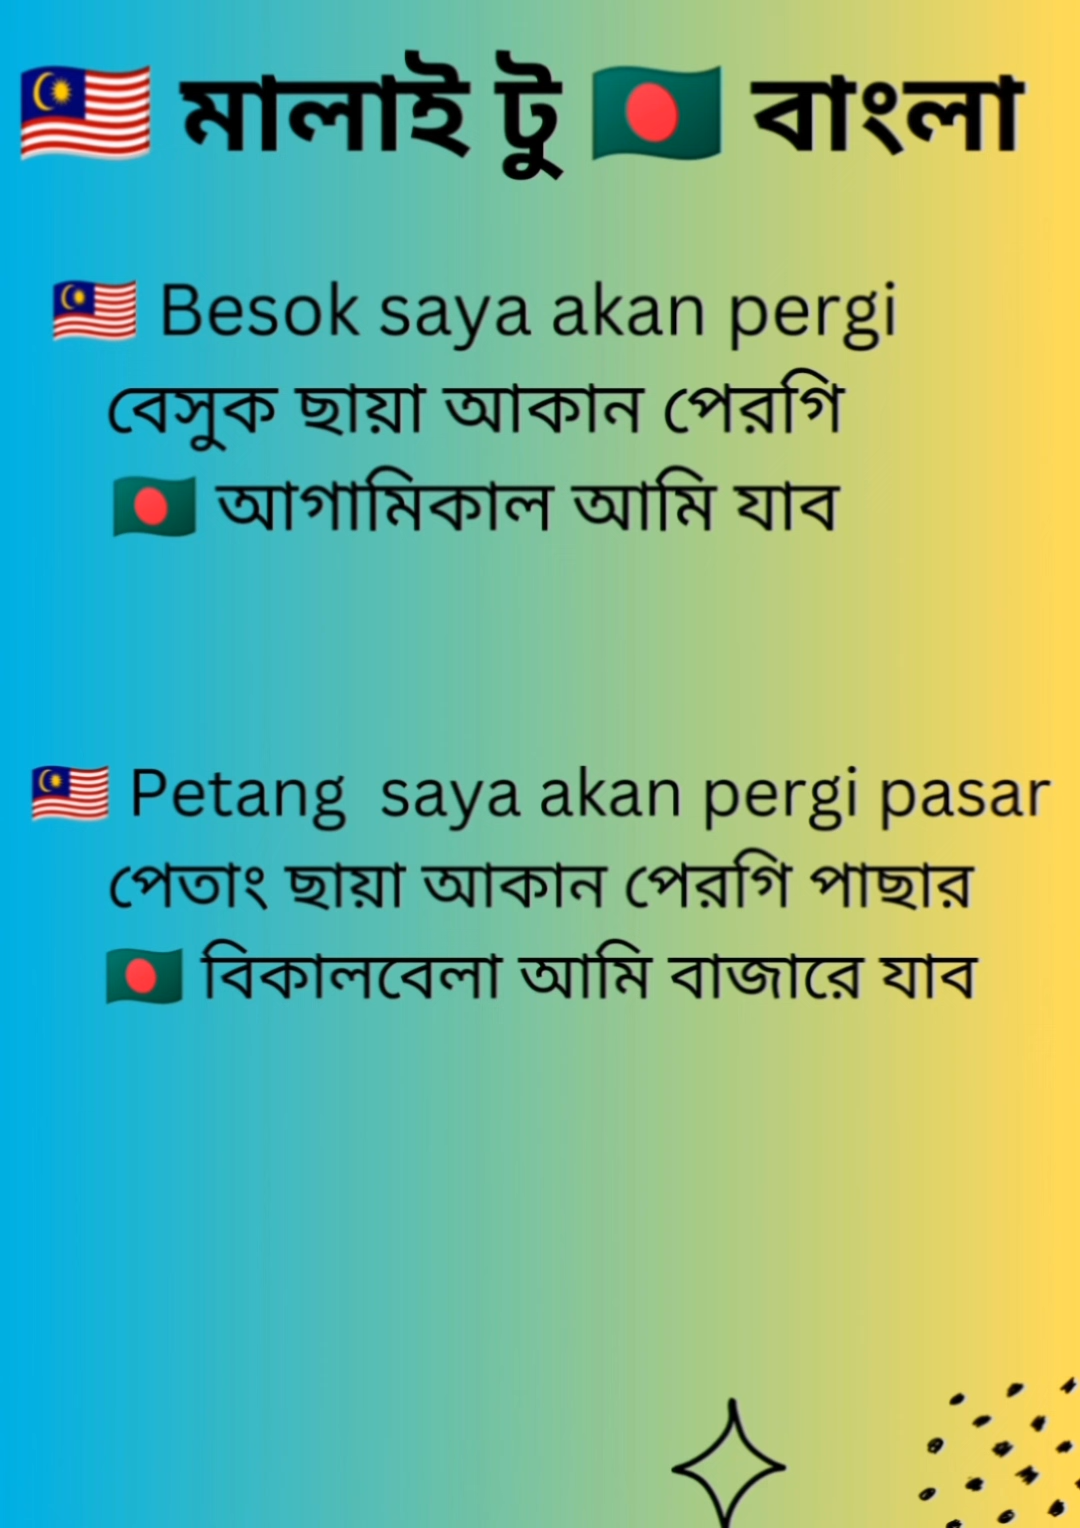 🇲🇾 মালাই টু 🇧🇩 বাংলা
🇲🇾 Besok saya akan pergi
বেসুক ছায়া আকান পেরগি
🇧🇩 আগামিকাল আমি যাব
🇲🇾 Petang saya akan pergi pasar
পেতাং ছায়া আকান পেরগি পাছার
🇧🇩 বিকালবেলা আমি বাজারে যাব